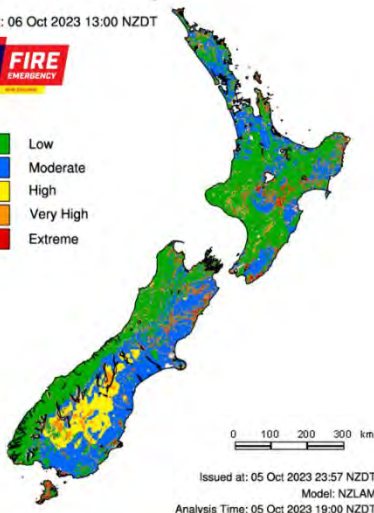 : 06 Oct 2023 13:00 NZDT
FIRE
EMERGENCY
NEW ZEALAND
Low
Moderate
High
Very High
Extreme
0 100 200 300 km
Issued at: 05 Oct 2023 23:57 NZDT
Model: NZLAM
Analysis Time: 05 Oct 2023 19:00 NZDT